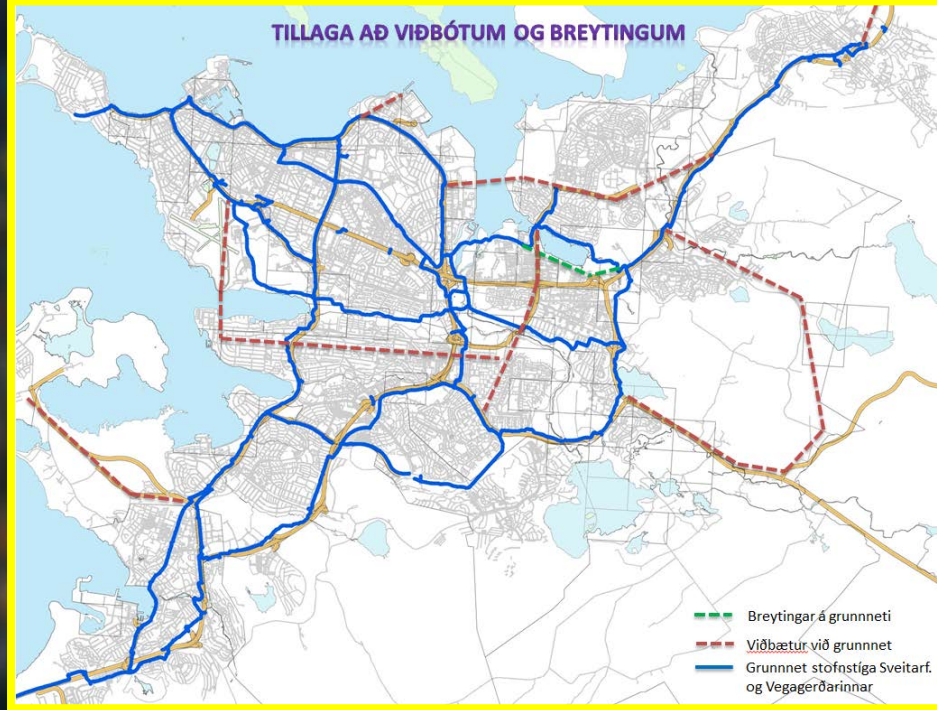 TILLAGA AÐ VIÐBÓTUM OG BREYTINGUM
Breytingar á grunnneti
Viðbætur við grunnnet
Grunnnet stofnstíga Sveitarf.
og Vegagerðarinnar